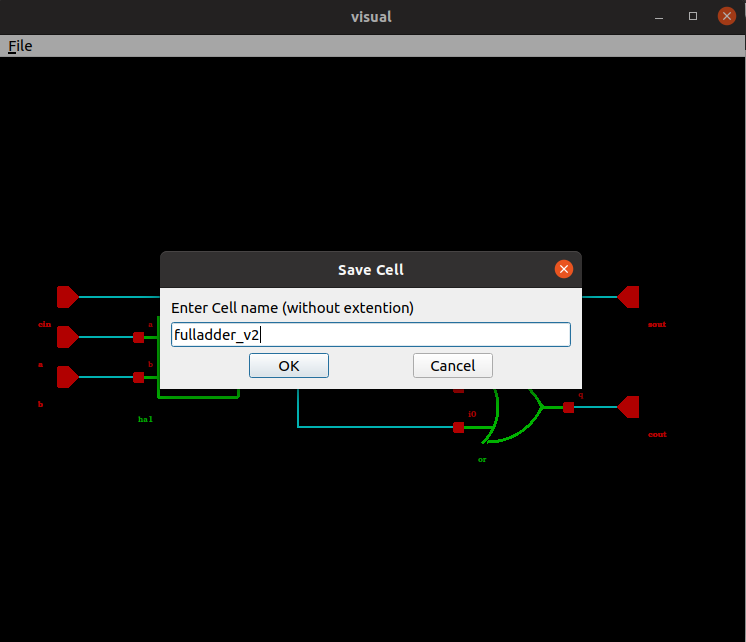 visual
File
Save Cell
Enter Cell name (without extention)
fulladder_v2
OK
Cancel
cin
a
sout
a
b
b
ha1
i0
q
cout
or